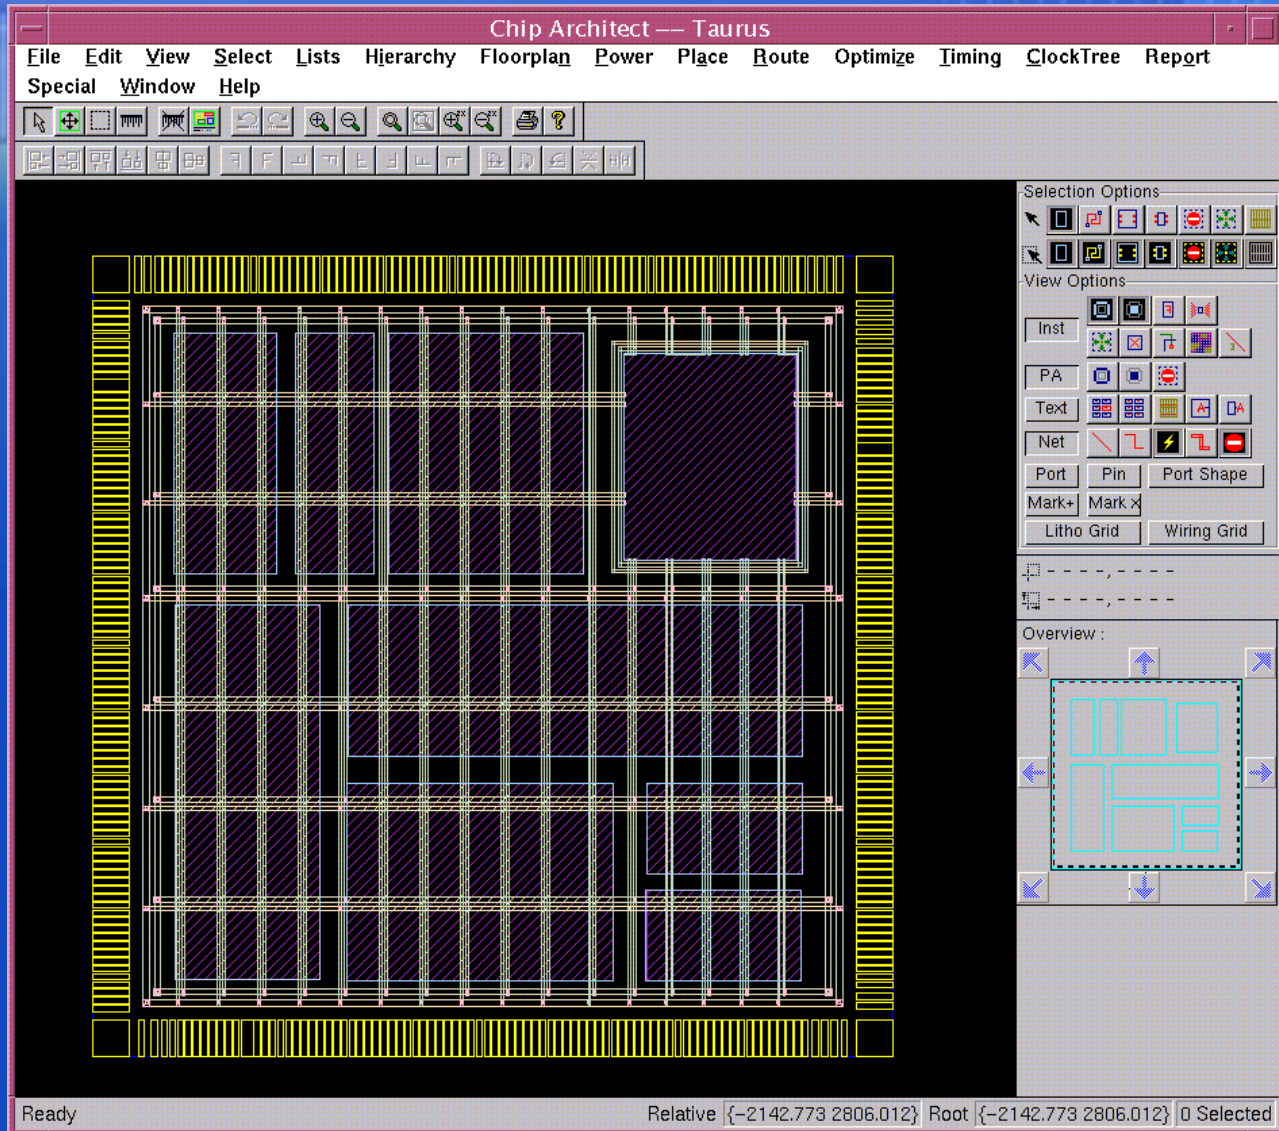 Chip Architect –– Taurus
File Edit View Select Lists Hierarchy Floorplan Power Place Route Optimize Timing ClockTree Report
Special Window Help
Selection Options
View Options
Inst
PA
Text
Net
Port Pin Port Shape
Mark+ Mark x
Litho Grid Wiring Grid
- - - - , - - - -
- - - - , - - - -
Overview :
Ready Relative {-2142.773 2806.012} Root {-2142.773 2806.012} 0 Selected